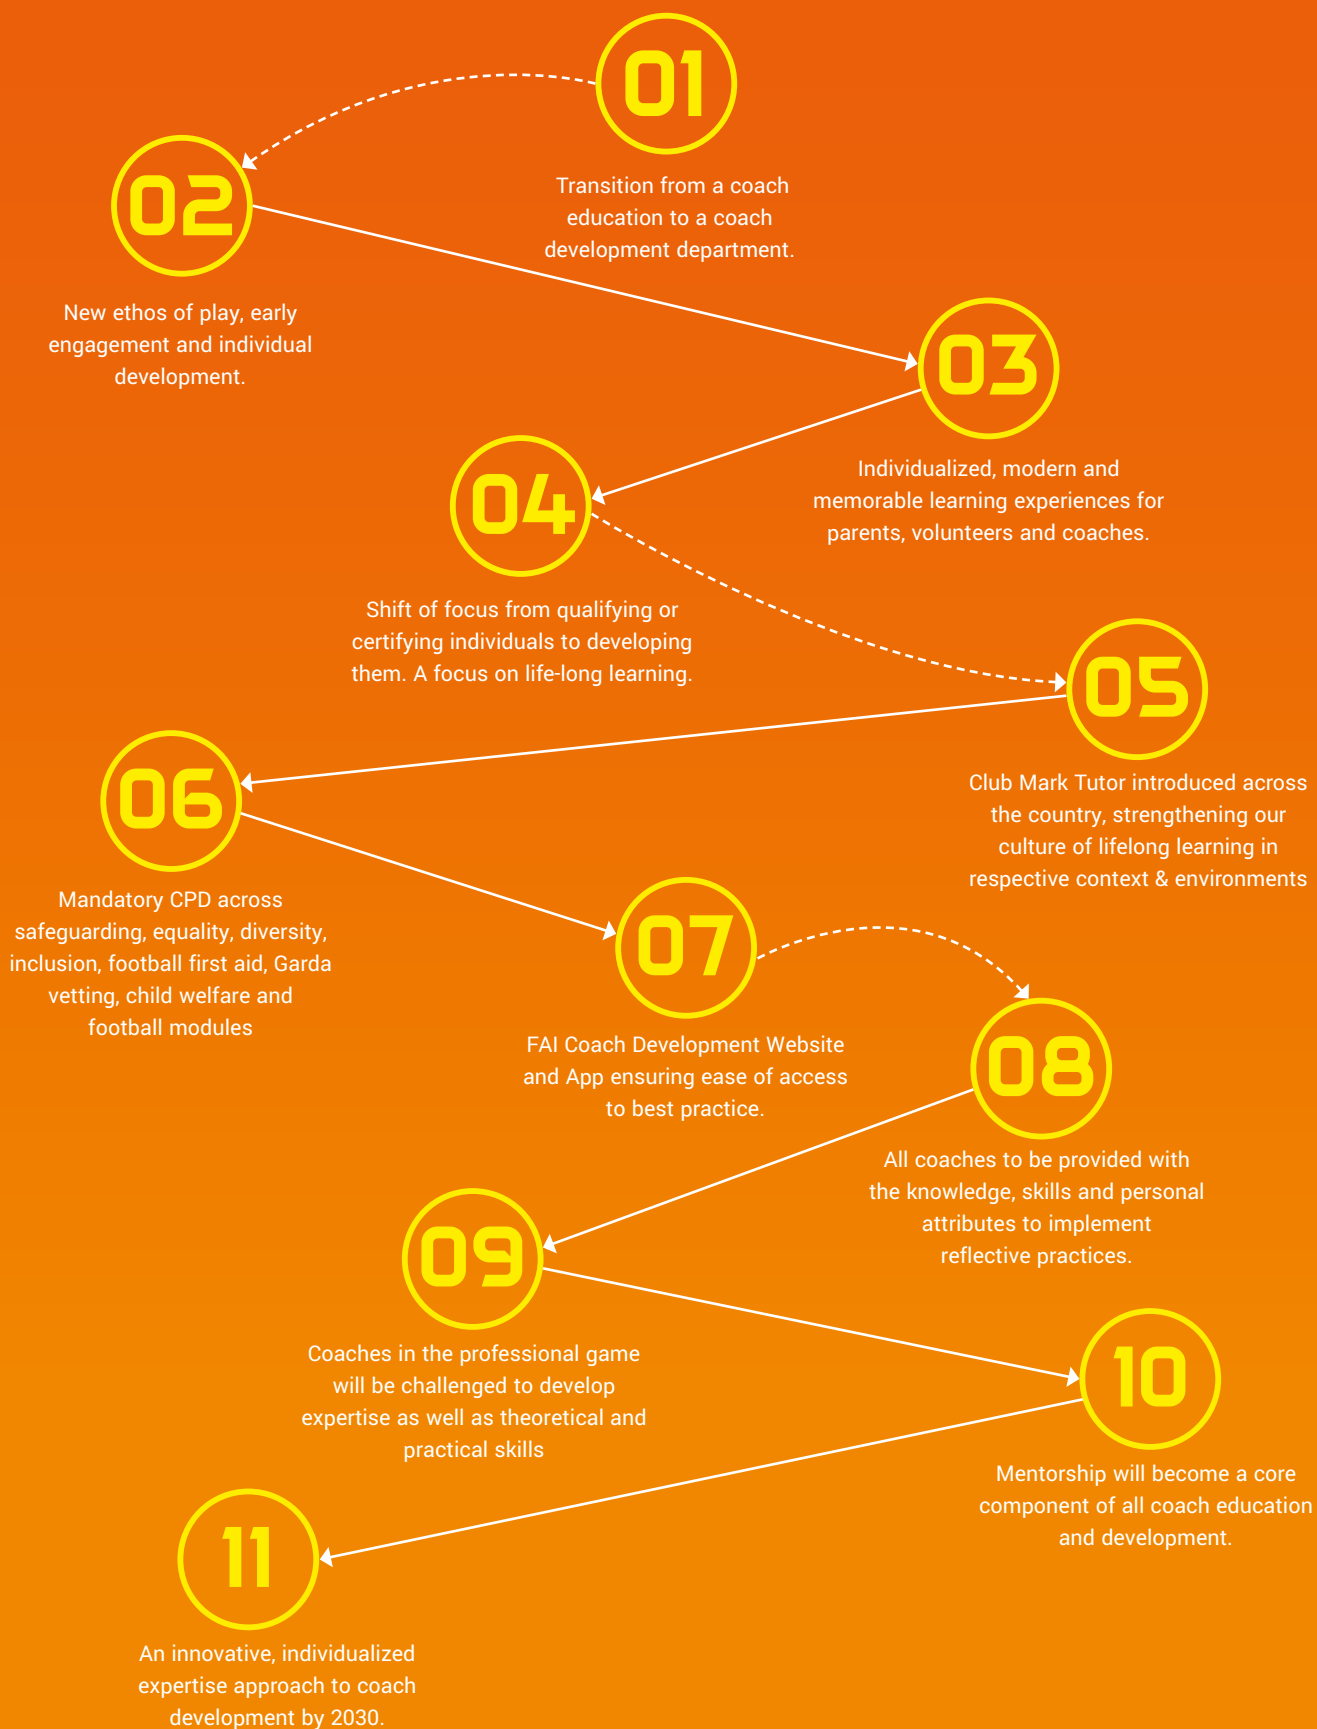 01
Transition from a coach
education to a coach
development department.
02
New ethos of play, early
engagement and individual
development.
03
Individualized, modern and
memorable learning experiences for
parents, volunteers and coaches.
04
Shift of focus from qualifying or
certifying individuals to developing
them. A focus on life-long learning.
05
Club Mark Tutor introduced across
the country, strengthening our
culture of lifelong learning in
respective context & environments
06
Mandatory CPD across
safeguarding, equality, diversity,
inclusion, football first aid, Garda
vetting, child welfare and
football modules
07
FAI Coach Development Website
and App ensuring ease of access
to best practice.
08
All coaches to be provided with
the knowledge, skills and personal
attributes to implement
reflective practices.
09
Coaches in the professional game
will be challenged to develop
expertise as well as theoretical and
practical skills
10
Mentorship will become a core
component of all coach education
and development.
11
An innovative, individualized
expertise approach to coach
development by 2030.